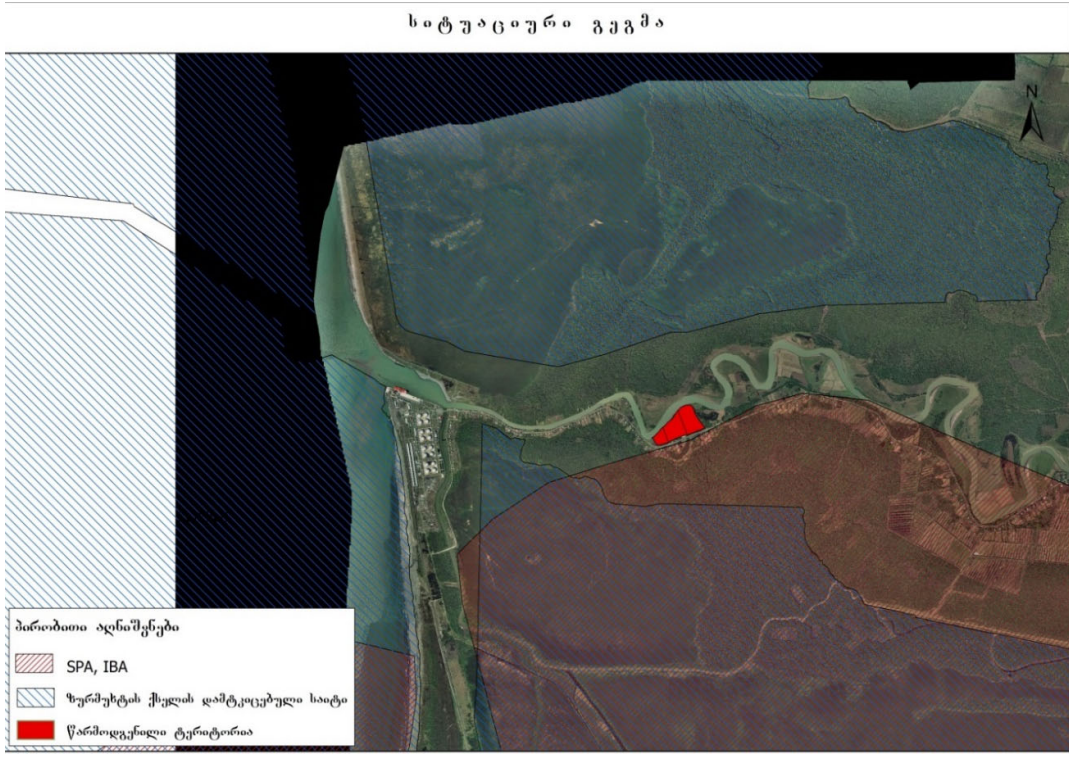 სიტუაციური გეგმა
N
პირობითი აღნიშვნები
SPA, IBA
ზურმუხტის ქსელის დამტკიცებული საიტი
წარმოდგენილი ტერიტორია